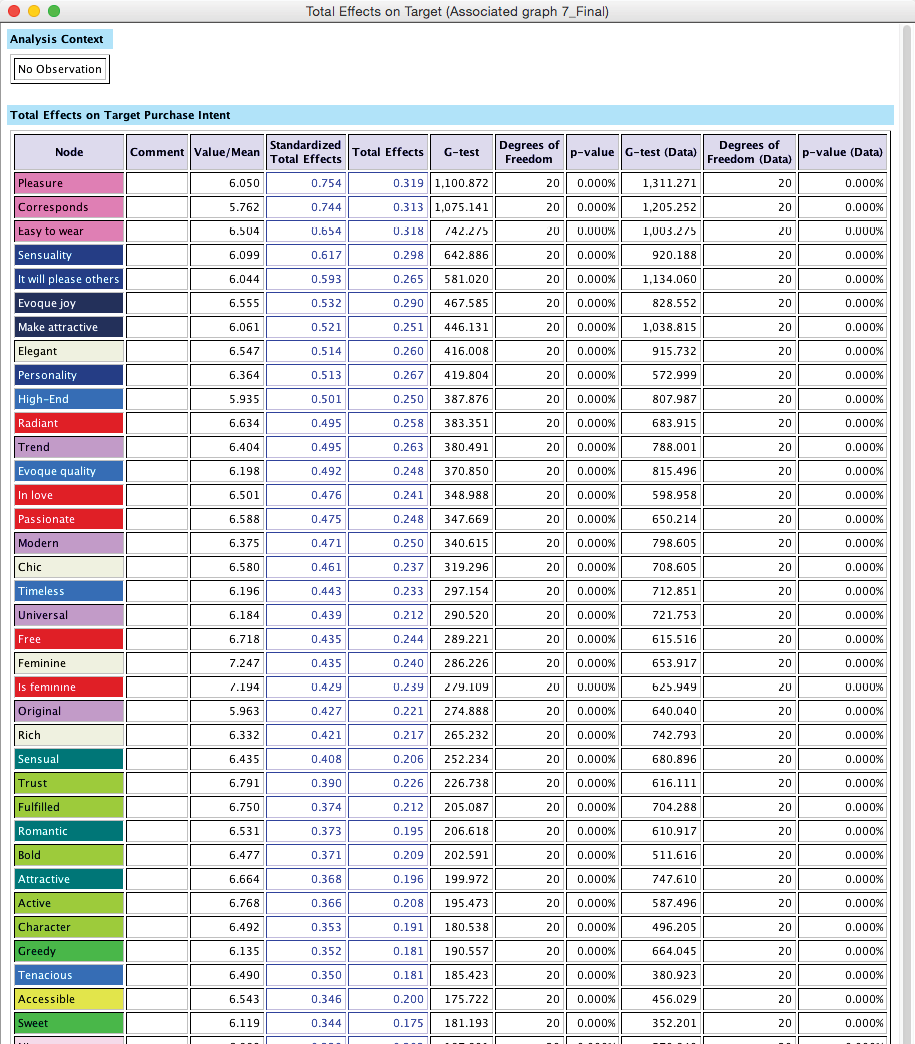 Total Effects on Target (Associated graph 7_Final)
Analysis Context
No Observation
Total Effects on Target Purchase Intent
Node Comment Value/Mean Standardized Total Effects Total Effects G-test Degrees of Freedom p-value G-test (Data) Degrees of Freedom (Data) p-value (Data)
Pleasure 6.050 0.754 0.319 1,100.872 20 0.000% 1,311.271 20 0.000%
Corresponds 5.762 0.744 0.313 1,075.141 20 0.000% 1,205.252 20 0.000%
Easy to wear 6.504 0.654 0.318 742.275 20 0.000% 1,003.275 20 0.000%
Sensuality 6.099 0.617 0.298 642.886 20 0.000% 920.188 20 0.000%
It will please others 6.044 0.593 0.265 581.020 20 0.000% 1,134.060 20 0.000%
Evoque joy 6.555 0.532 0.290 467.585 20 0.000% 828.552 20 0.000%
Make attractive 6.061 0.521 0.251 446.131 20 0.000% 1,038.815 20 0.000%
Elegant 6.547 0.514 0.260 416.008 20 0.000% 915.732 20 0.000%
Personality 6.364 0.513 0.267 419.804 20 0.000% 572.999 20 0.000%
High-End 5.935 0.501 0.250 387.876 20 0.000% 807.987 20 0.000%
Radiant 6.634 0.495 0.258 383.351 20 0.000% 683.915 20 0.000%
Trend 6.404 0.495 0.263 380.491 20 0.000% 788.001 20 0.000%
Evoque quality 6.198 0.492 0.248 370.850 20 0.000% 815.496 20 0.000%
In love 6.501 0.476 0.241 348.988 20 0.000% 598.958 20 0.000%
Passionate 6.588 0.475 0.248 347.669 20 0.000% 650.214 20 0.000%
Modern 6.375 0.471 0.250 340.615 20 0.000% 798.605 20 0.000%
Chic 6.580 0.461 0.237 319.296 20 0.000% 708.605 20 0.000%
Timeless 6.196 0.443 0.233 297.154 20 0.000% 712.851 20 0.000%
Universal 6.184 0.439 0.212 290.520 20 0.000% 721.753 20 0.000%
Free 6.718 0.435 0.244 289.221 20 0.000% 615.516 20 0.000%
Feminine 7.247 0.435 0.240 286.226 20 0.000% 653.917 20 0.000%
Is feminine 7.194 0.429 0.239 279.109 20 0.000% 625.949 20 0.000%
Original 5.963 0.427 0.221 274.888 20 0.000% 640.040 20 0.000%
Rich 6.332 0.421 0.217 265.232 20 0.000% 742.793 20 0.000%
Sensual 6.435 0.408 0.206 252.234 20 0.000% 680.896 20 0.000%
Trust 6.791 0.390 0.226 226.738 20 0.000% 616.111 20 0.000%
Fulfilled 6.750 0.374 0.212 205.087 20 0.000% 704.288 20 0.000%
Romantic 6.531 0.373 0.195 206.618 20 0.000% 610.917 20 0.000%
Bold 6.477 0.371 0.209 202.591 20 0.000% 511.616 20 0.000%
Attractive 6.664 0.368 0.196 199.972 20 0.000% 747.610 20 0.000%
Active 6.768 0.366 0.208 195.473 20 0.000% 587.496 20 0.000%
Character 6.492 0.353 0.191 180.538 20 0.000% 496.205 20 0.000%
Greedy 6.135 0.352 0.181 190.557 20 0.000% 664.045 20 0.000%
Tenacious 6.490 0.350 0.181 185.423 20 0.000% 380.923 20 0.000%
Accessible 6.543 0.346 0.200 175.722 20 0.000% 456.029 20 0.000%
Sweet 6.119 0.344 0.175 181.193 20 0.000% 352.201 20 0.000%